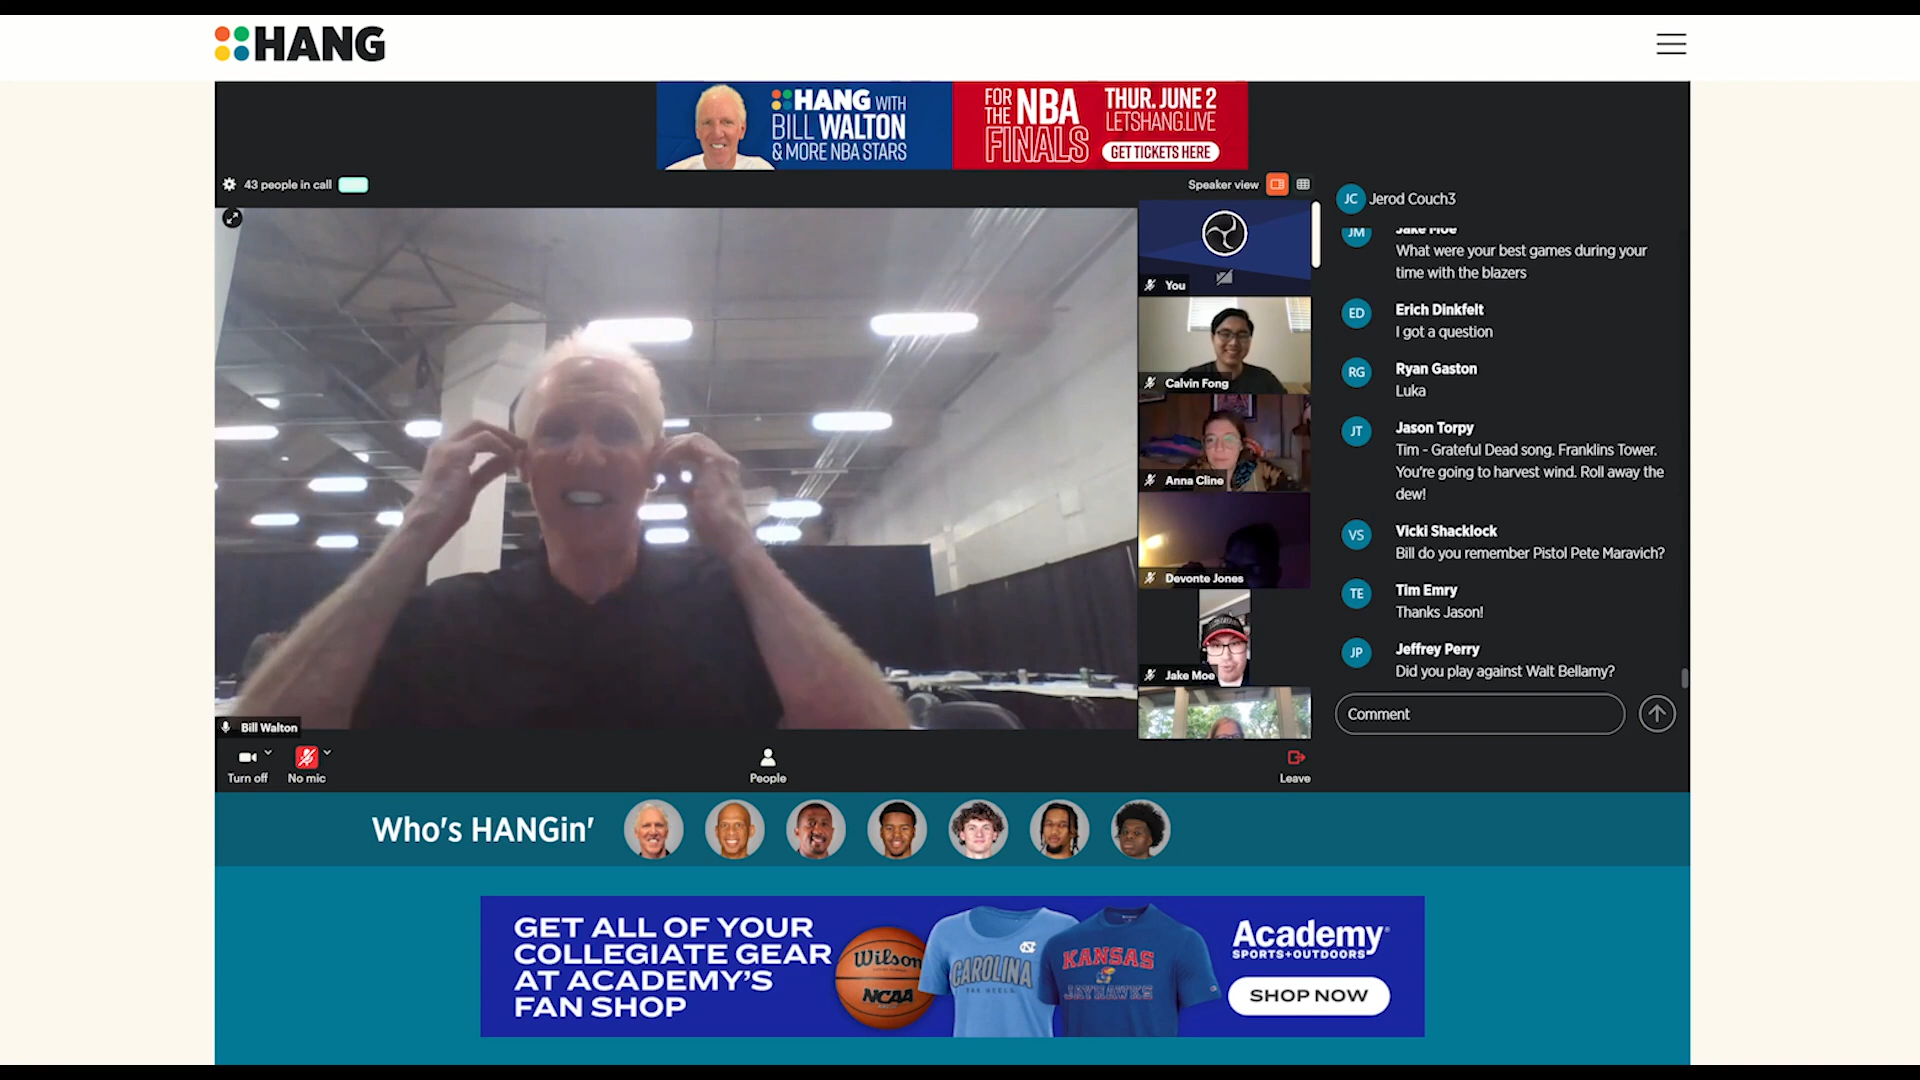 HANG
HANG WITH
BILL WALTON
& MORE NBA STARS
FOR
THE NBA
FINALS
THUR. JUNE 2
LETSHANG.LIVE
GET TICKETS HERE
43 people in call
Speaker view
You
Calvin Fong
Anna Cline
Devonte Jones
Jake Moe
Bill Walton
Turn off
No mic
People
Leave
JC Jerod Couch3
JM Jake Moe
What were your best games during your
time with the blazers
ED Erich Dinkfelt
I got a question
RG Ryan Gaston
Luka
JT Jason Torpy
Tim - Grateful Dead song. Franklins Tower.
You're going to harvest wind. Roll away the
dew!
VS Vicki Shacklock
Bill do you remember Pistol Pete Maravich?
TE Tim Emry
Thanks Jason!
JP Jeffrey Perry
Did you play against Walt Bellamy?
Comment
Who's HANGin'
GET ALL OF YOUR
COLLEGIATE GEAR
AT ACADEMY'S
FAN SHOP
Wilson
NCAA
CAROLINA
TAR HEELS
KANSAS
JAYHAWKS
Academy
SPORTS+OUTDOORS
SHOP NOW